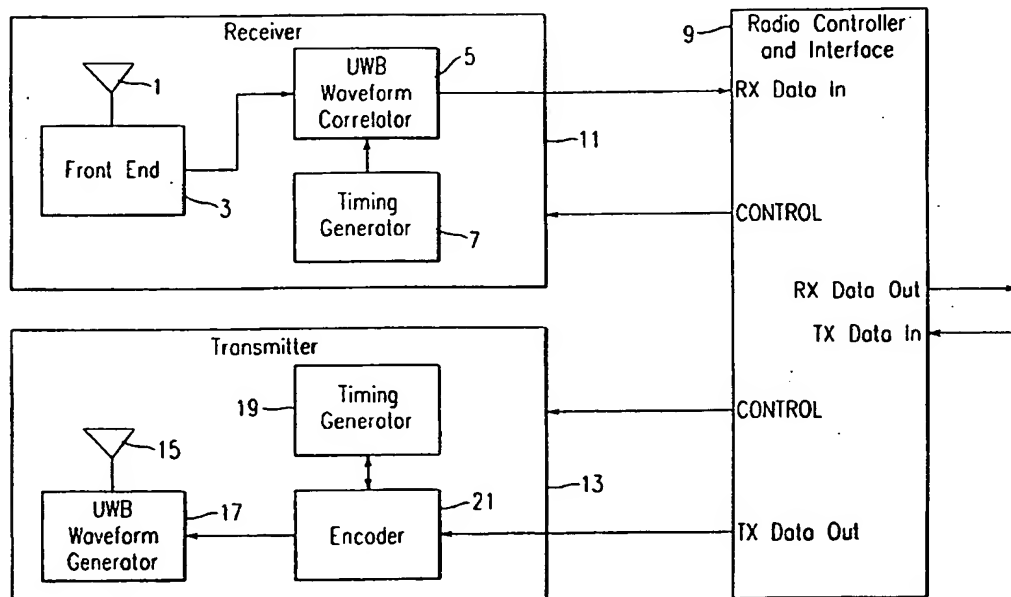 Receiver
1
Front End
3
UWB
Waveform
Correlator
5
Timing
Generator
7
11
9
Radio Controller
and Interface
RX Data In
CONTROL
RX Data Out
TX Data In
CONTROL
TX Data Out
Transmitter
15
UWB
Waveform
Generator
17
19
Timing
Generator
Encoder
21
13